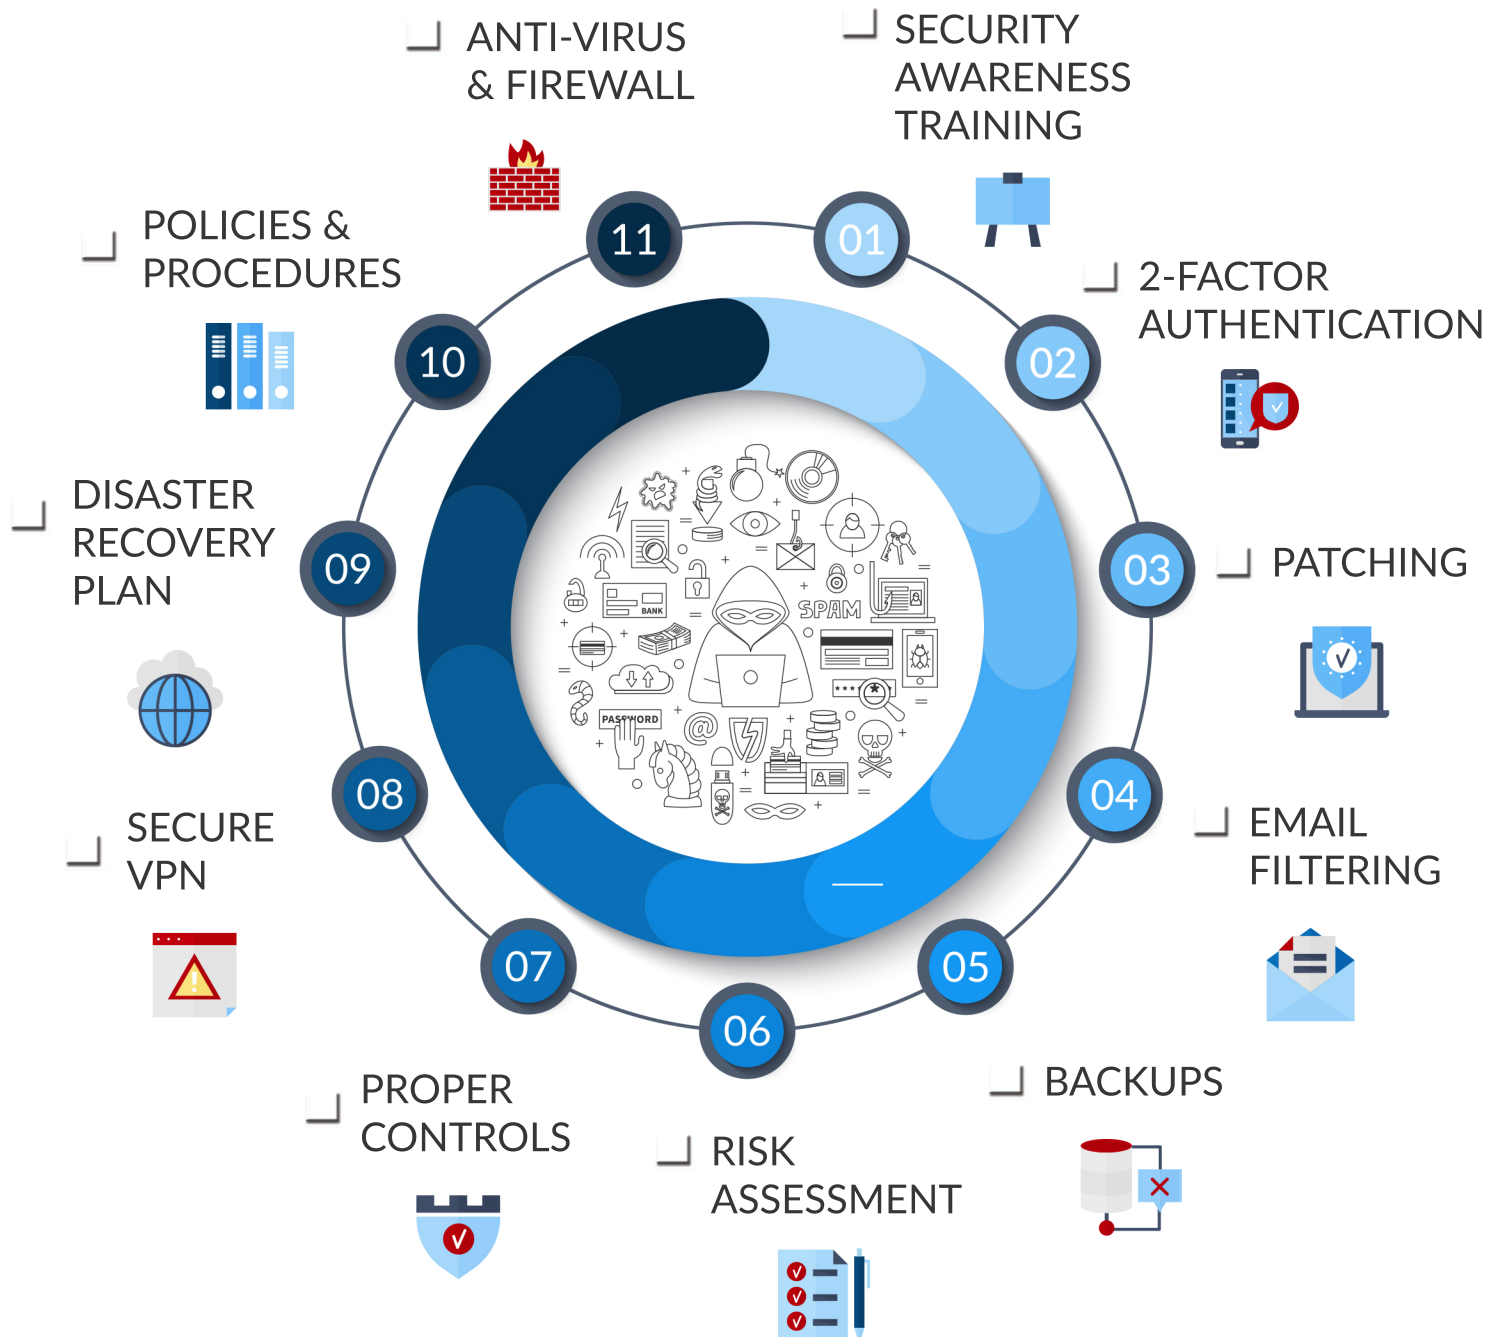 ANTI-VIRUS
& FIREWALL
SECURITY
AWARENESS
TRAINING
11
01
POLICIES &
PROCEDURES
2-FACTOR
AUTHENTICATION
10
02
DISASTER
RECOVERY
PLAN
09
03
PATCHING
BANK
SPAM
*****
*
PASSWORD
@
08
04
SECURE
VPN
EMAIL
FILTERING
07
05
06
PROPER
CONTROLS
BACKUPS
RISK
ASSESSMENT